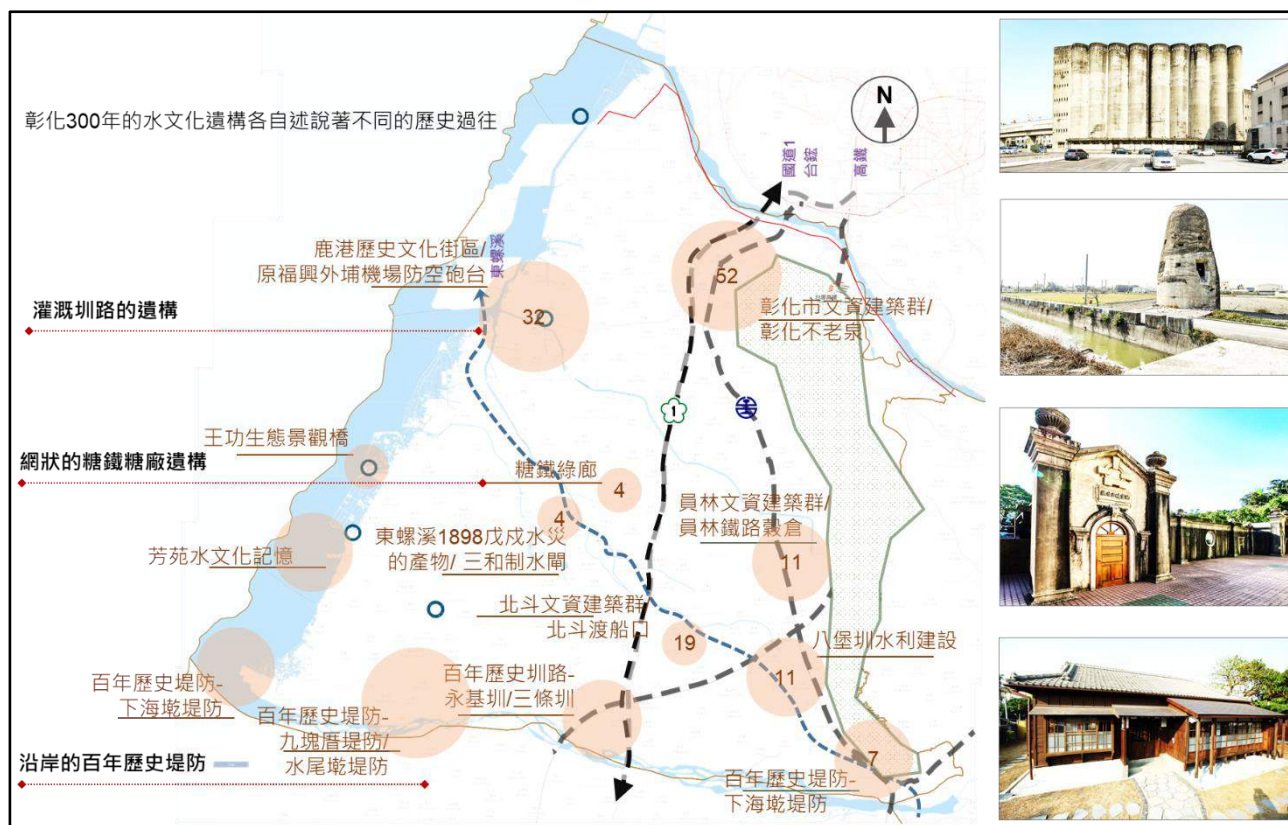 彰化300年的水文化遺構各自述說著不同的歷史過往
N
國道1
台鐵
高鐵
鹿港歷史文化街區/
原福興外埔機場防空砲台
東螺溪
52
彰化市文資建築群/
彰化不老泉
灌溉圳路的遺構
32
1
王功生態景觀橋
網狀的糖鐵糖廠遺構
糖鐵綠廊
4
4
員林文資建築群/
員林鐵路穀倉
11
東螺溪1898戊戍水災
的產物/ 三和制水閘
芳苑水文化記憶
北斗文資建築群
北斗渡船口
19
八堡圳水利建設
11
百年歷史圳路-
永基圳/三條圳
百年歷史堤防-
下海墘堤防
百年歷史堤防-
九塊厝堤防/
水尾墘堤防
沿岸的百年歷史堤防
7
百年歷史堤防-
下海墘堤防